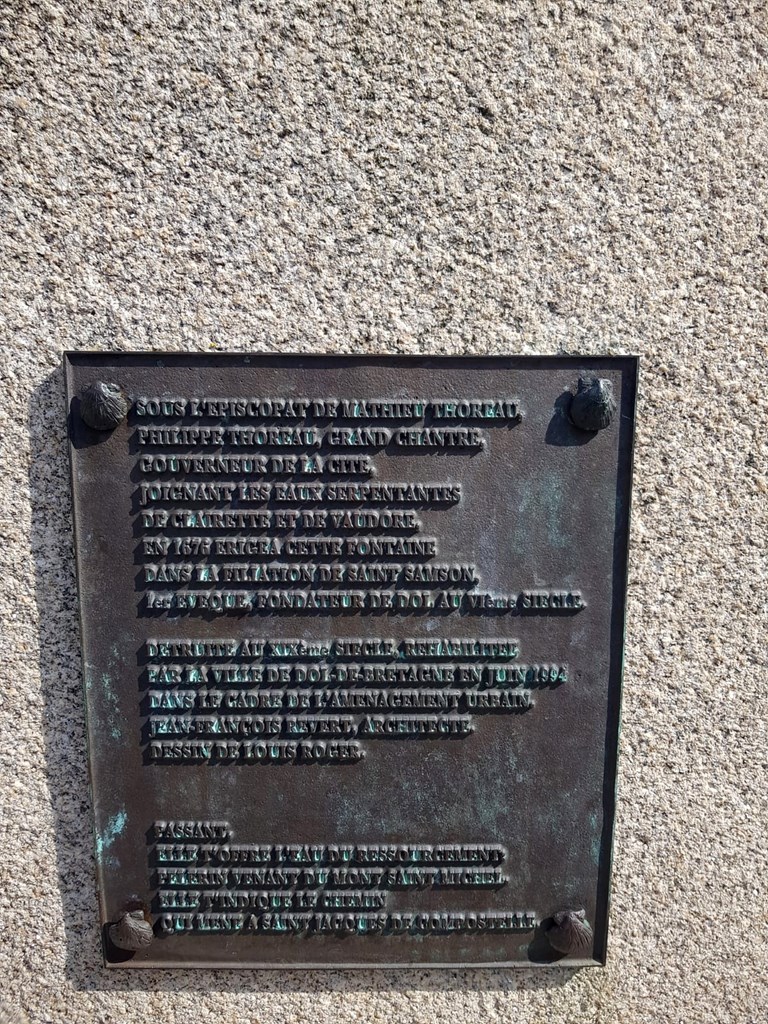 SOUS L'EPISCOPAT DE MATHIEU THOREAU,
PHILIPPE THOREAU, GRAND CHANTRE,
GOUVERNEUR DE LA CITE,
JOIGNANT LES EAUX SERPENTANTES
DE CLAIRETTE ET DE VAUDORE,
EN 1676 ERIGEA CETTE FONTAINE
DANS LA FILIATION DE SAINT SAMSON,
1er EVEQUE, FONDATEUR DE DOL AU VIème SIECLE.
DETRUITE AU XIXème SIECLE, REHABILITEE
PAR LA VILLE DE DOL-DE-BRETAGNE EN JUIN 1994
DANS LE CADRE DE L'AMENAGEMENT URBAIN.
JEAN-FRANÇOIS REVERT, ARCHITECTE.
DESSIN DE LOUIS ROGER.
PASSANT,
ELLE T'OFFRE L'EAU DU RESSOURCEMENT
PELERIN VENANT DU MONT SAINT MICHEL,
ELLE T'INDIQUE LE CHEMIN
QUI MENE A SAINT JACQUES DE COMPOSTELLE